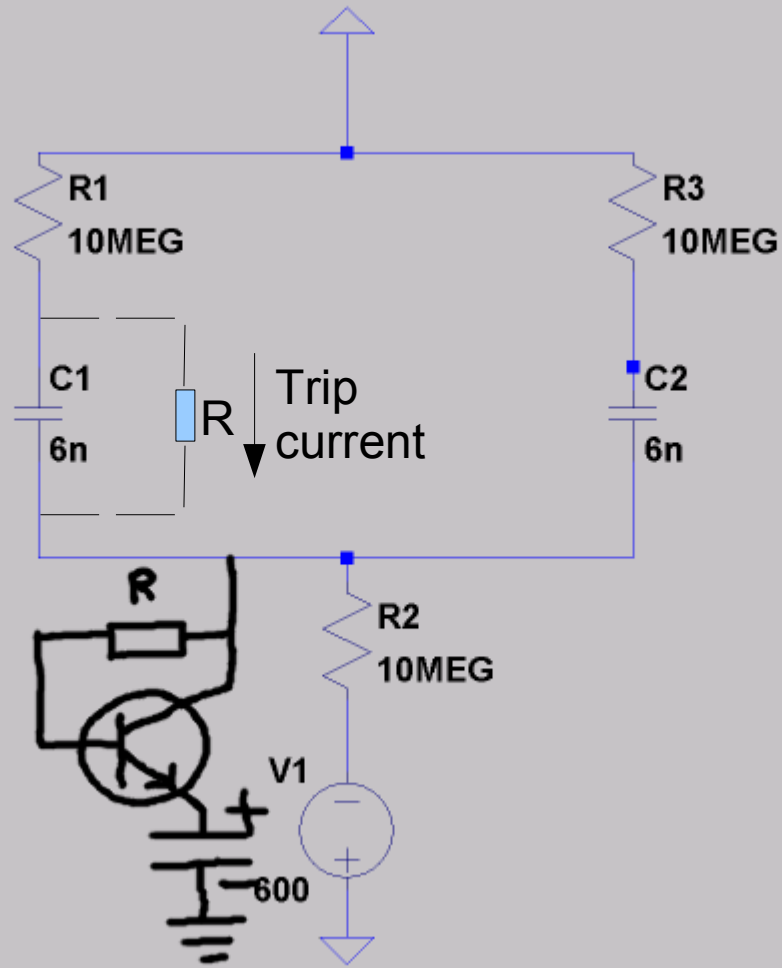 R1
10MEG
R3
10MEG
C1
6n
R
Trip
current
C2
6n
R
R2
10MEG
V1
+
-
600